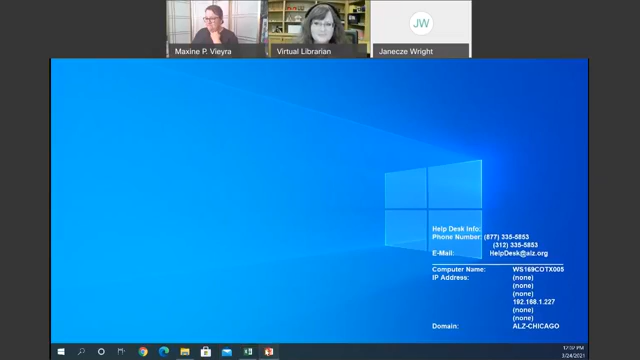 Maxine P. Vieyra
Virtual Librarian
JW
Janecze Wright
Help Desk Info:
Phone Number: (877) 335-5853
(312) 335-5853
E-Mail: HelpDesk@alz.org
Computer Name: WS169COTX005
IP Address: (none)
(none)
(none)
192.168.1.227
(none)
(none)
Domain: ALZ-CHICAGO
12:02 PM
3/24/2021